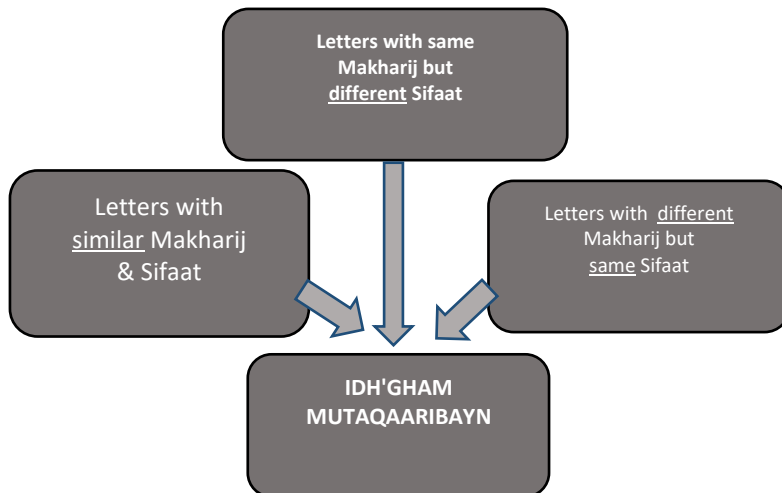 Letters with same
Makharij but
different Sifaat
Letters with
similar Makharij
& Sifaat
Letters with different
Makharij but
same Sifaat
IDH'GHAM
MUTAQAARIBAYN